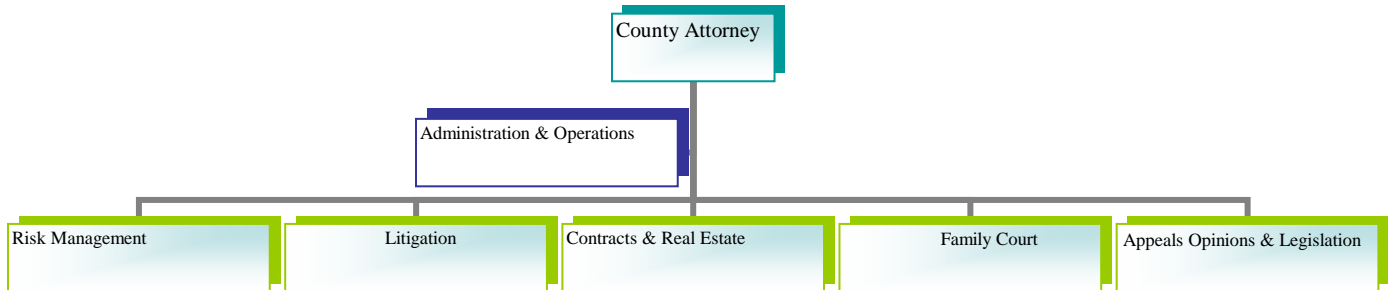 County Attorney
Administration & Operations
Risk Management
Litigation
Contracts & Real Estate
Family Court
Appeals Opinions & Legislation